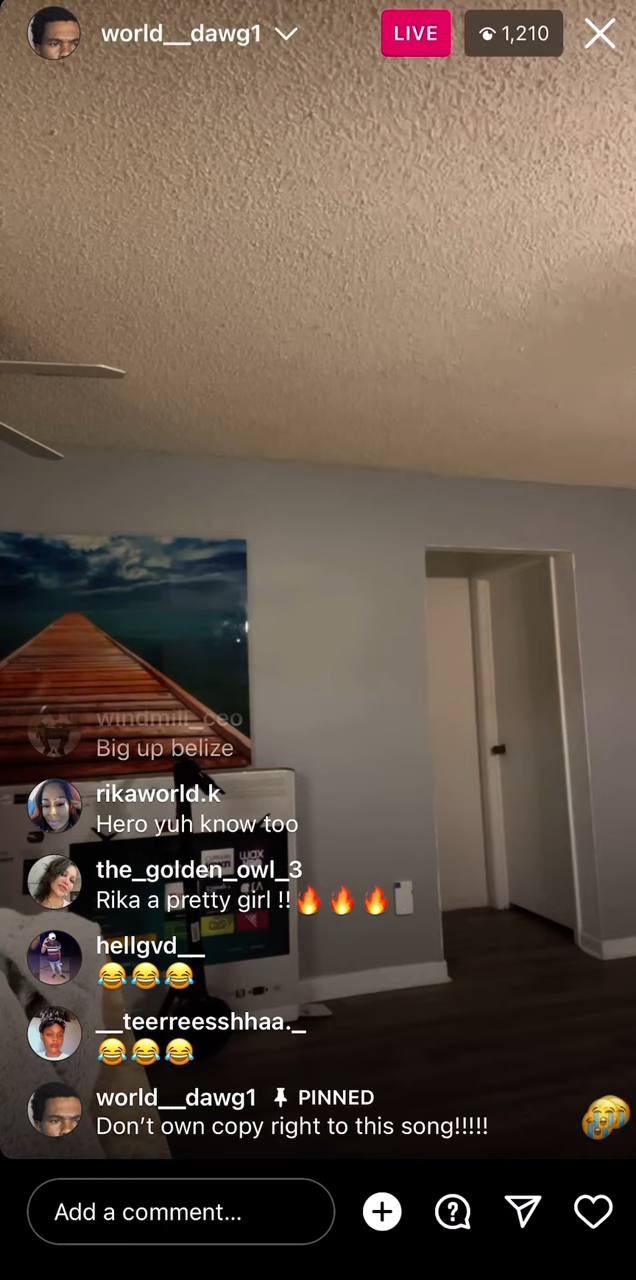 world__dawg1
LIVE
1,210
windmill_ceo
Big up belize
rikaworld.k
Hero yuh know too
the_golden_owl_3
Rika a pretty girl !!🔥🔥🔥
hellgvd__
😂😂😂
__teerreesshhaa._
😂😂😂
world__dawg1 PINNED
Don’t own copy right to this song!!!!!
Add a comment...